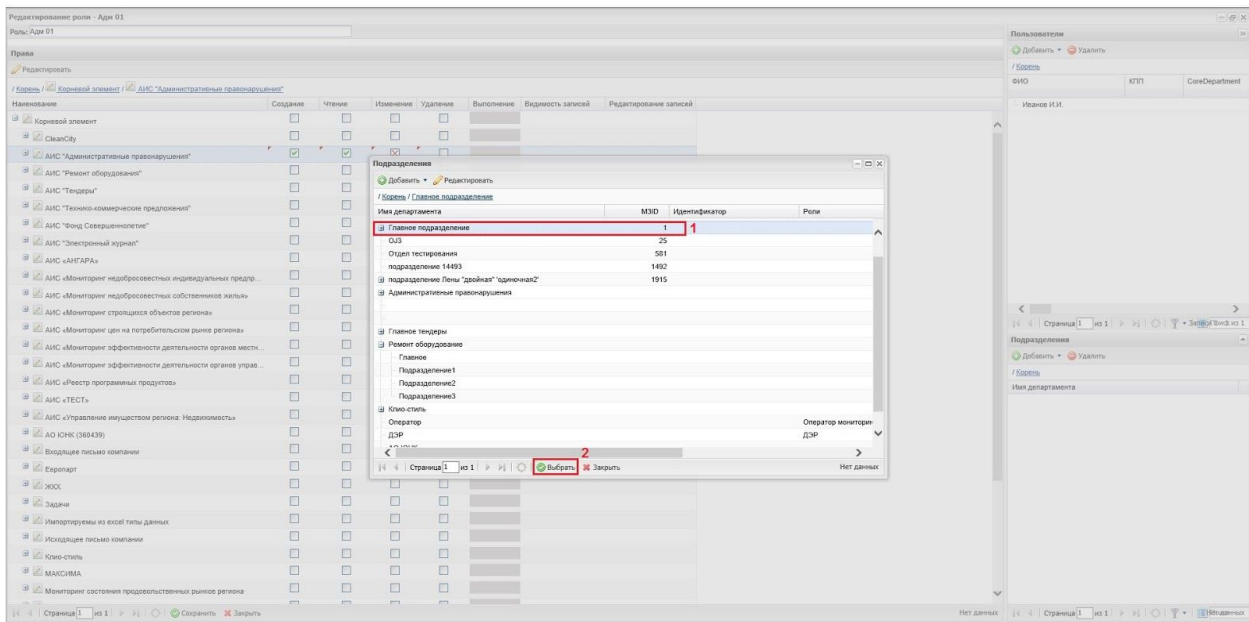 Редактирование роли - Адм 01
Роль: Адм 01
Права
Редактировать
/ Корень / Корневой элемент / АИС "Административные правонарушения"
Наименование Создание Чтение Изменение Удаление Выполнение Видимость записей Редактирование записей
Корневой элемент
CleanCity
АИС "Административные правонарушения"
АИС "Ремонт оборудования"
АИС "Тендеры"
АИС "Технико-коммерческие предложения"
АИС "Фонд Совершеннолетие"
АИС "Электронный журнал"
АИС «АНГАРА»
АИС «Мониторинг недобросовестных индивидуальных предпр...
АИС «Мониторинг недобросовестных собственников жилья»
АИС «Мониторинг строящихся объектов региона»
АИС «Мониторинг цен на потребительском рынке региона»
АИС «Мониторинг эффективности деятельности органов местн...
АИС «Мониторинг эффективности деятельности органов управ...
АИС «Реестр программных продуктов»
АИС «ТЕСТ»
АИС «Управление имуществом региона: Недвижимость»
АО ЮНК (360439)
Входящее письмо компании
Европарт
ЖКХ
Задачи
Импортируемы из excel типы данных
Исходящее письмо компании
Клио-стиль
МАКСИМА
Мониторинг состояния продовольственных рынков региона
Страница 1 из 1 Сохранить Закрыть Нет данных
Подразделения
Добавить Редактировать
/ Корень / Главное подразделение
Имя департамента МЗID Идентификатор Роли
Главное подразделение 1 1
ОЈЗ 25
Отдел тестирования 581
подразделение 14493 1492
подразделение Лены "двойная" 'одиночная2' 1915
Административные правонарушения
Главное тендеры
Ремонт оборудование
Главное
Подразделение1
Подразделение2
Подразделение3
Клио-стиль
Оператор Оператор мониторин
ДЭР ДЭР
2
Страница 1 из 1 Выбрать Закрыть Нет данных
Пользователи
Добавить Удалить
/ Корень
ФИО КПП CoreDepartment
Иванов И.И.
Страница 1 из 1
Подразделения
Добавить Удалить
/ Корень
Имя департамента
Страница 1 из 1